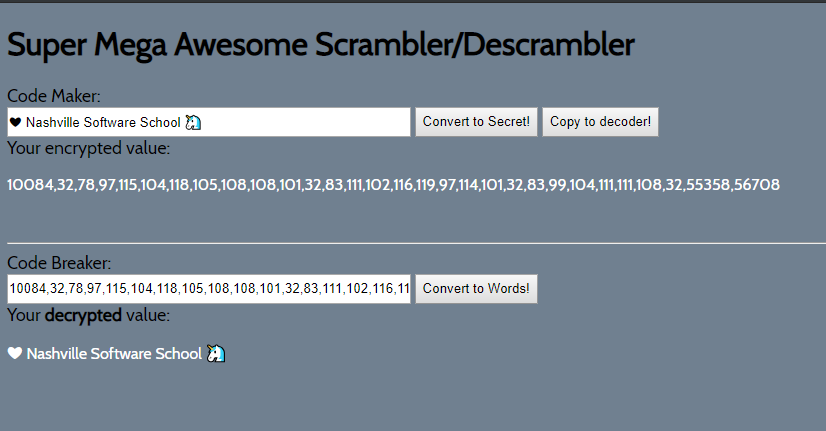 Super Mega Awesome Scrambler/Descrambler
Code Maker:
❤ Nashville Software School 🦄 Convert to Secret! Copy to decoder!
Your encrypted value:
10084,32,78,97,115,104,118,105,108,108,101,32,83,111,102,116,119,97,114,101,32,83,99,104,111,111,108,32,55358,56708
Code Breaker:
10084,32,78,97,115,104,118,105,108,108,101,32,83,111,102,116,11 Convert to Words!
Your decrypted value:
❤ Nashville Software School 🦄